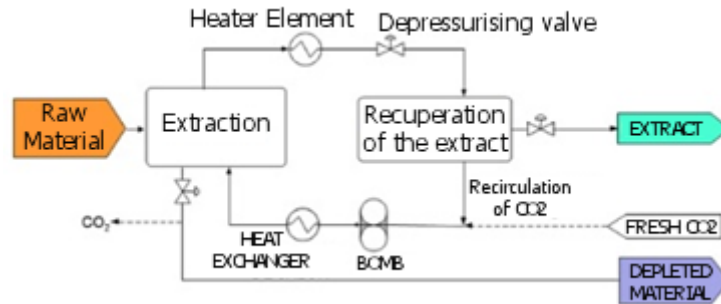 Heater Element
Depressurising valve
Raw
Material
Extraction
Recuperation
of the extract
EXTRACT
Recirculation
of CO2
CO₂
HEAT
EXCHANGER
BOMB
FRESH CO2
DEPLETED
MATERIAL